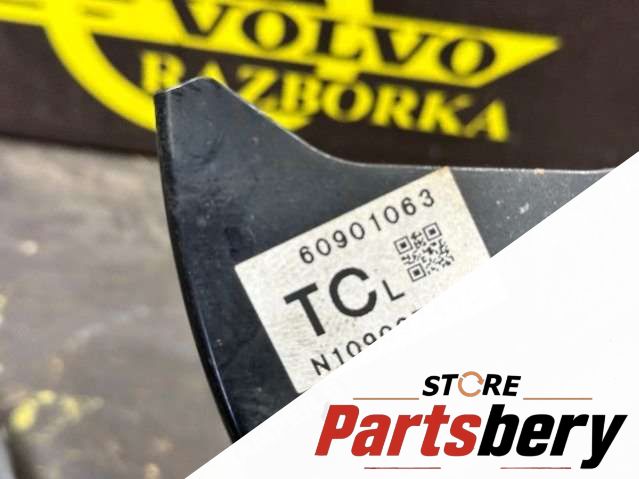 VOLVO
RAZBORKA
60901063
TCL
STORE
Partsbery